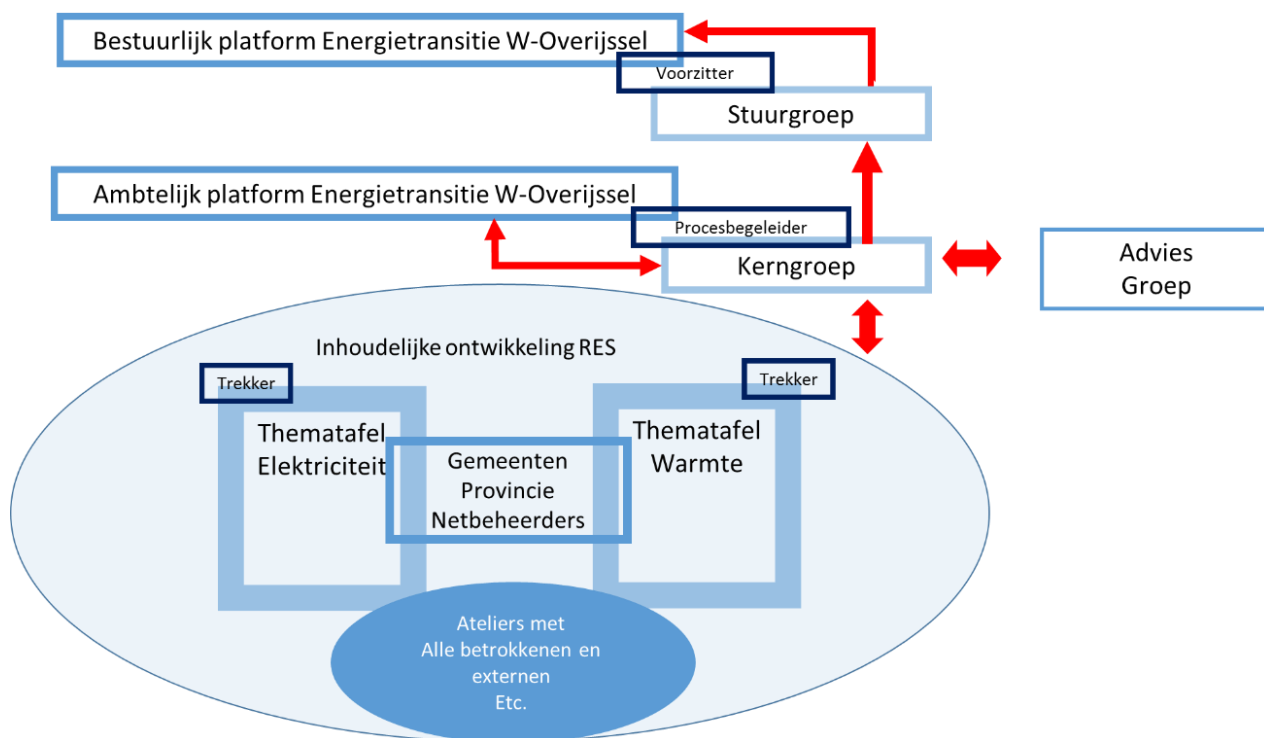 Bestuurlijk platform Energietransitie W-Overijssel
Voorzitter
Stuurgroep
Ambtelijk platform Energietransitie W-Overijssel
Procesbegeleider
Kerngroep
Advies
Groep
Inhoudelijke ontwikkeling RES
Trekker
Trekker
Thematafel
Elektriciteit
Thematafel
Warmte
Gemeenten
Provincie
Netbeheerders
Ateliers met
Alle betrokkenen en
externen
Etc.